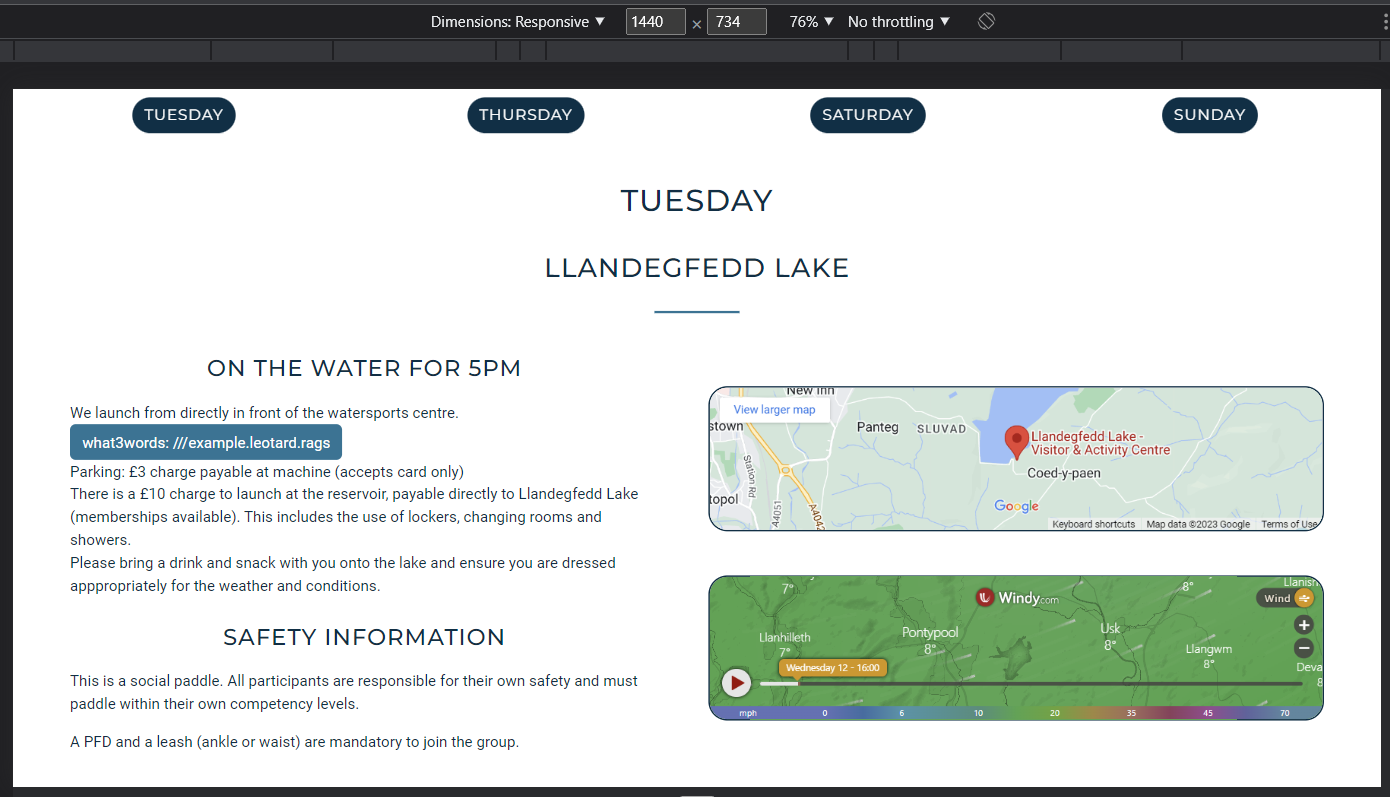 Dimensions: Responsive ▼ 1440 × 734 76% ▼ No throttling ▼
TUESDAY THURSDAY SATURDAY SUNDAY
TUESDAY
LLANDEGFEDD LAKE
ON THE WATER FOR 5PM
We launch from directly in front of the watersports centre.
what3words: ///example.leotard.rags
Parking: £3 charge payable at machine (accepts card only)
There is a £10 charge to launch at the reservoir, payable directly to Llandegfedd Lake
(memberships available). This includes the use of lockers, changing rooms and
showers.
Please bring a drink and snack with you onto the lake and ensure you are dressed
apppropriately for the weather and conditions.
SAFETY INFORMATION
This is a social paddle. All participants are responsible for their own safety and must
paddle within their own competency levels.
A PFD and a leash (ankle or waist) are mandatory to join the group.
New Inn
View larger map
stown
Panteg
SLUVAD
Llandegfedd Lake -
Visitor & Activity Centre
Coed-y-paen
Station Rd
topol
A4051
A4042
Google
Keyboard shortcuts Map data ©2023 Google Terms of Use
7°
Windy.com
8°
Llanish
Wind
Llanhilleth
7°
Pontypool
8°
Usk
8°
Llangwm
8°
+
−
Deva
8
Wednesday 12 - 16:00
mph 0 6 10 20 35 45 70